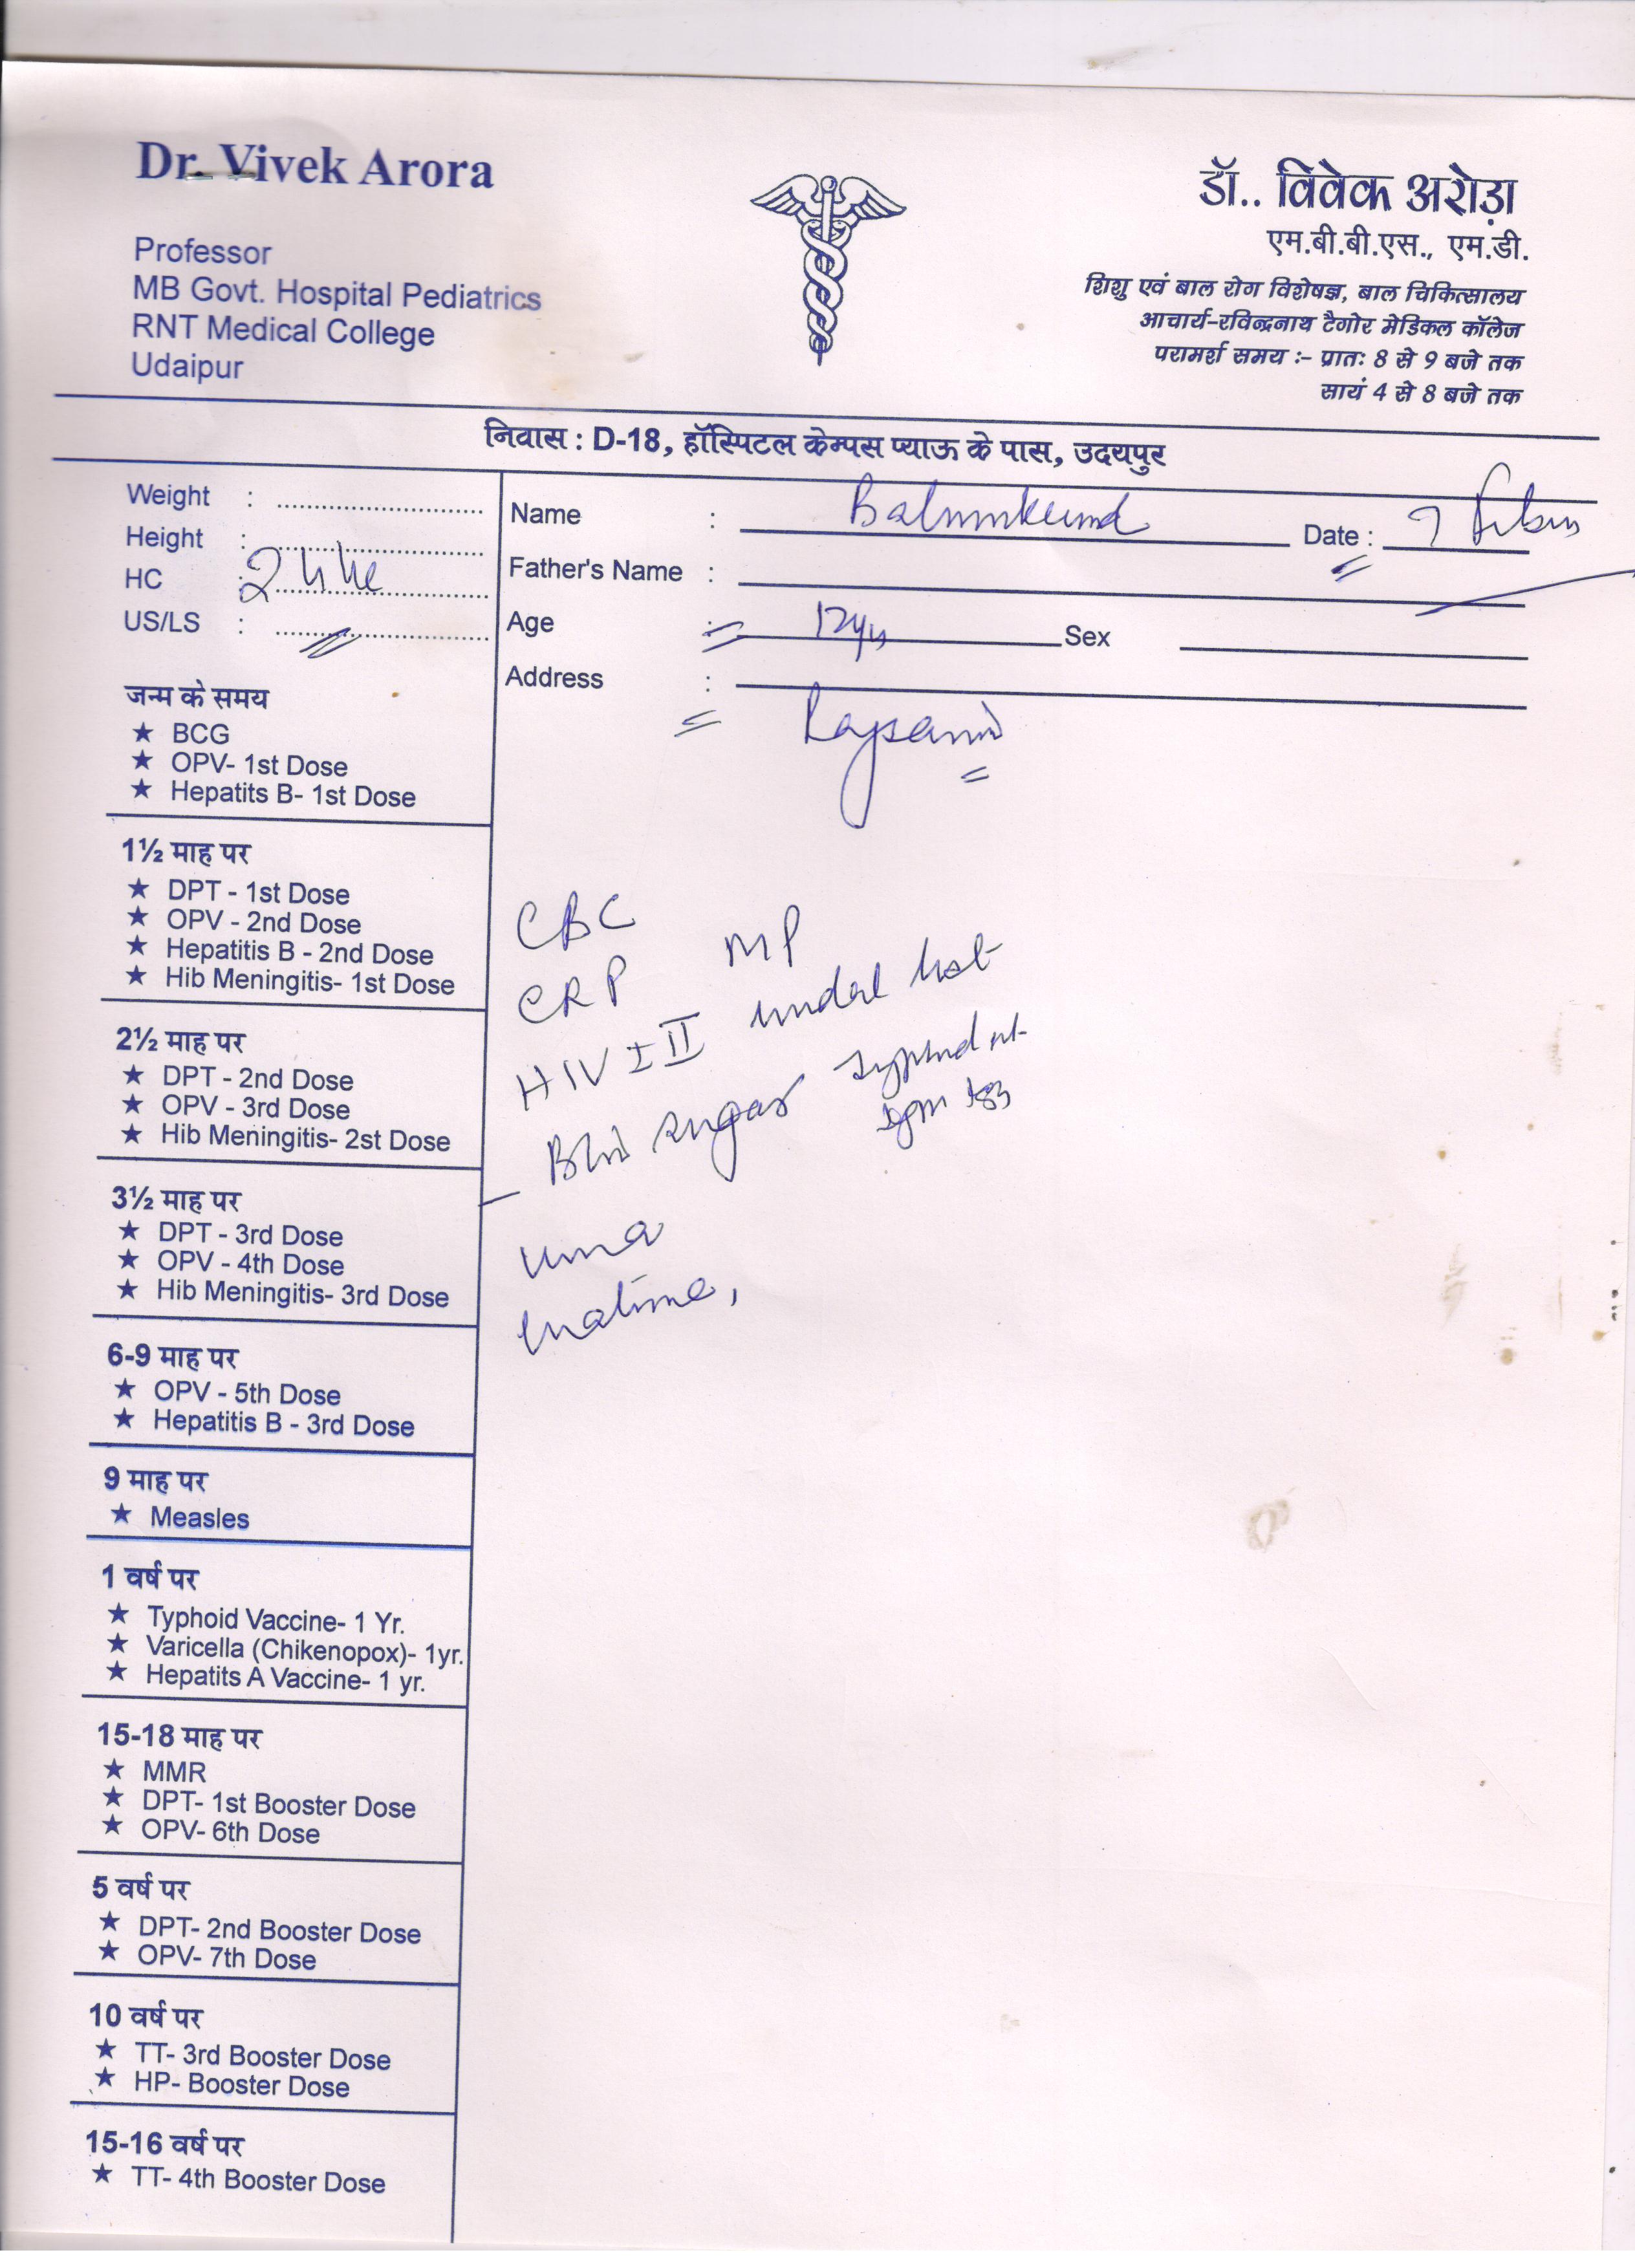 Dr. Vivek Arora
Professor
MB Govt. Hospital Pediatrics
RNT Medical College
Udaipur
डॉ.. विवेक अरोड़ा
एम.बी.बी.एस., एम.डी.
शिशु एवं बाल रोग विशेषज्ञ, बाल चिकित्सालय
आचार्य-रविन्द्रनाथ टैगोर मेडिकल कॉलेज
परामर्श समय :- प्रातः 8 से 9 बजे तक
सायं 4 से 8 बजे तक
निवास : D-18, हॉस्पिटल केम्पस प्याऊ के पास, उदयपुर
Weight :
Height :
HC :
US/LS :
Name : Balmukund Date : 9
Father's Name :
Age : 12yrs Sex
Address :
जन्म के समय
★ BCG
★ OPV- 1st Dose
★ Hepatits B- 1st Dose
1½ माह पर
★ DPT - 1st Dose
★ OPV - 2nd Dose
★ Hepatitis B - 2nd Dose
★ Hib Meningitis- 1st Dose
2½ माह पर
★ DPT - 2nd Dose
★ OPV - 3rd Dose
★ Hib Meningitis- 2st Dose
3½ माह पर
★ DPT - 3rd Dose
★ OPV - 4th Dose
★ Hib Meningitis- 3rd Dose
6-9 माह पर
★ OPV - 5th Dose
★ Hepatitis B - 3rd Dose
9 माह पर
★ Measles
1 वर्ष पर
★ Typhoid Vaccine- 1 Yr.
★ Varicella (Chikenopox)- 1yr.
★ Hepatits A Vaccine- 1 yr.
15-18 माह पर
★ MMR
★ DPT- 1st Booster Dose
★ OPV- 6th Dose
5 वर्ष पर
★ DPT- 2nd Booster Dose
★ OPV- 7th Dose
10 वर्ष पर
★ TT- 3rd Booster Dose
★ HP- Booster Dose
15-16 वर्ष पर
★ TT- 4th Booster Dose
CBC
CRP MP
HIV I II widal
sugar
IgM